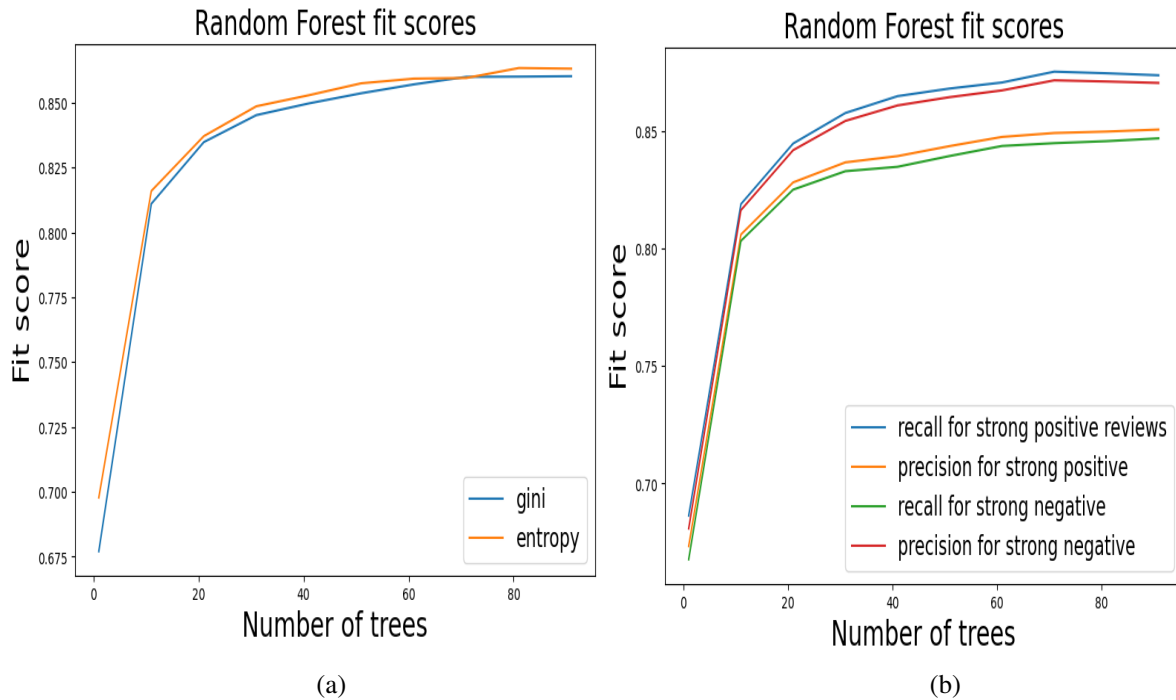 Random Forest fit scores
Fit score
0.850
0.825
0.800
0.775
0.750
0.725
0.700
0.675
gini
entropy
0
20
40
60
80
Number of trees
(a)
Random Forest fit scores
Fit score
0.85
0.80
0.75
0.70
recall for strong positive reviews
precision for strong positive
recall for strong negative
precision for strong negative
0
20
40
60
80
Number of trees
(b)